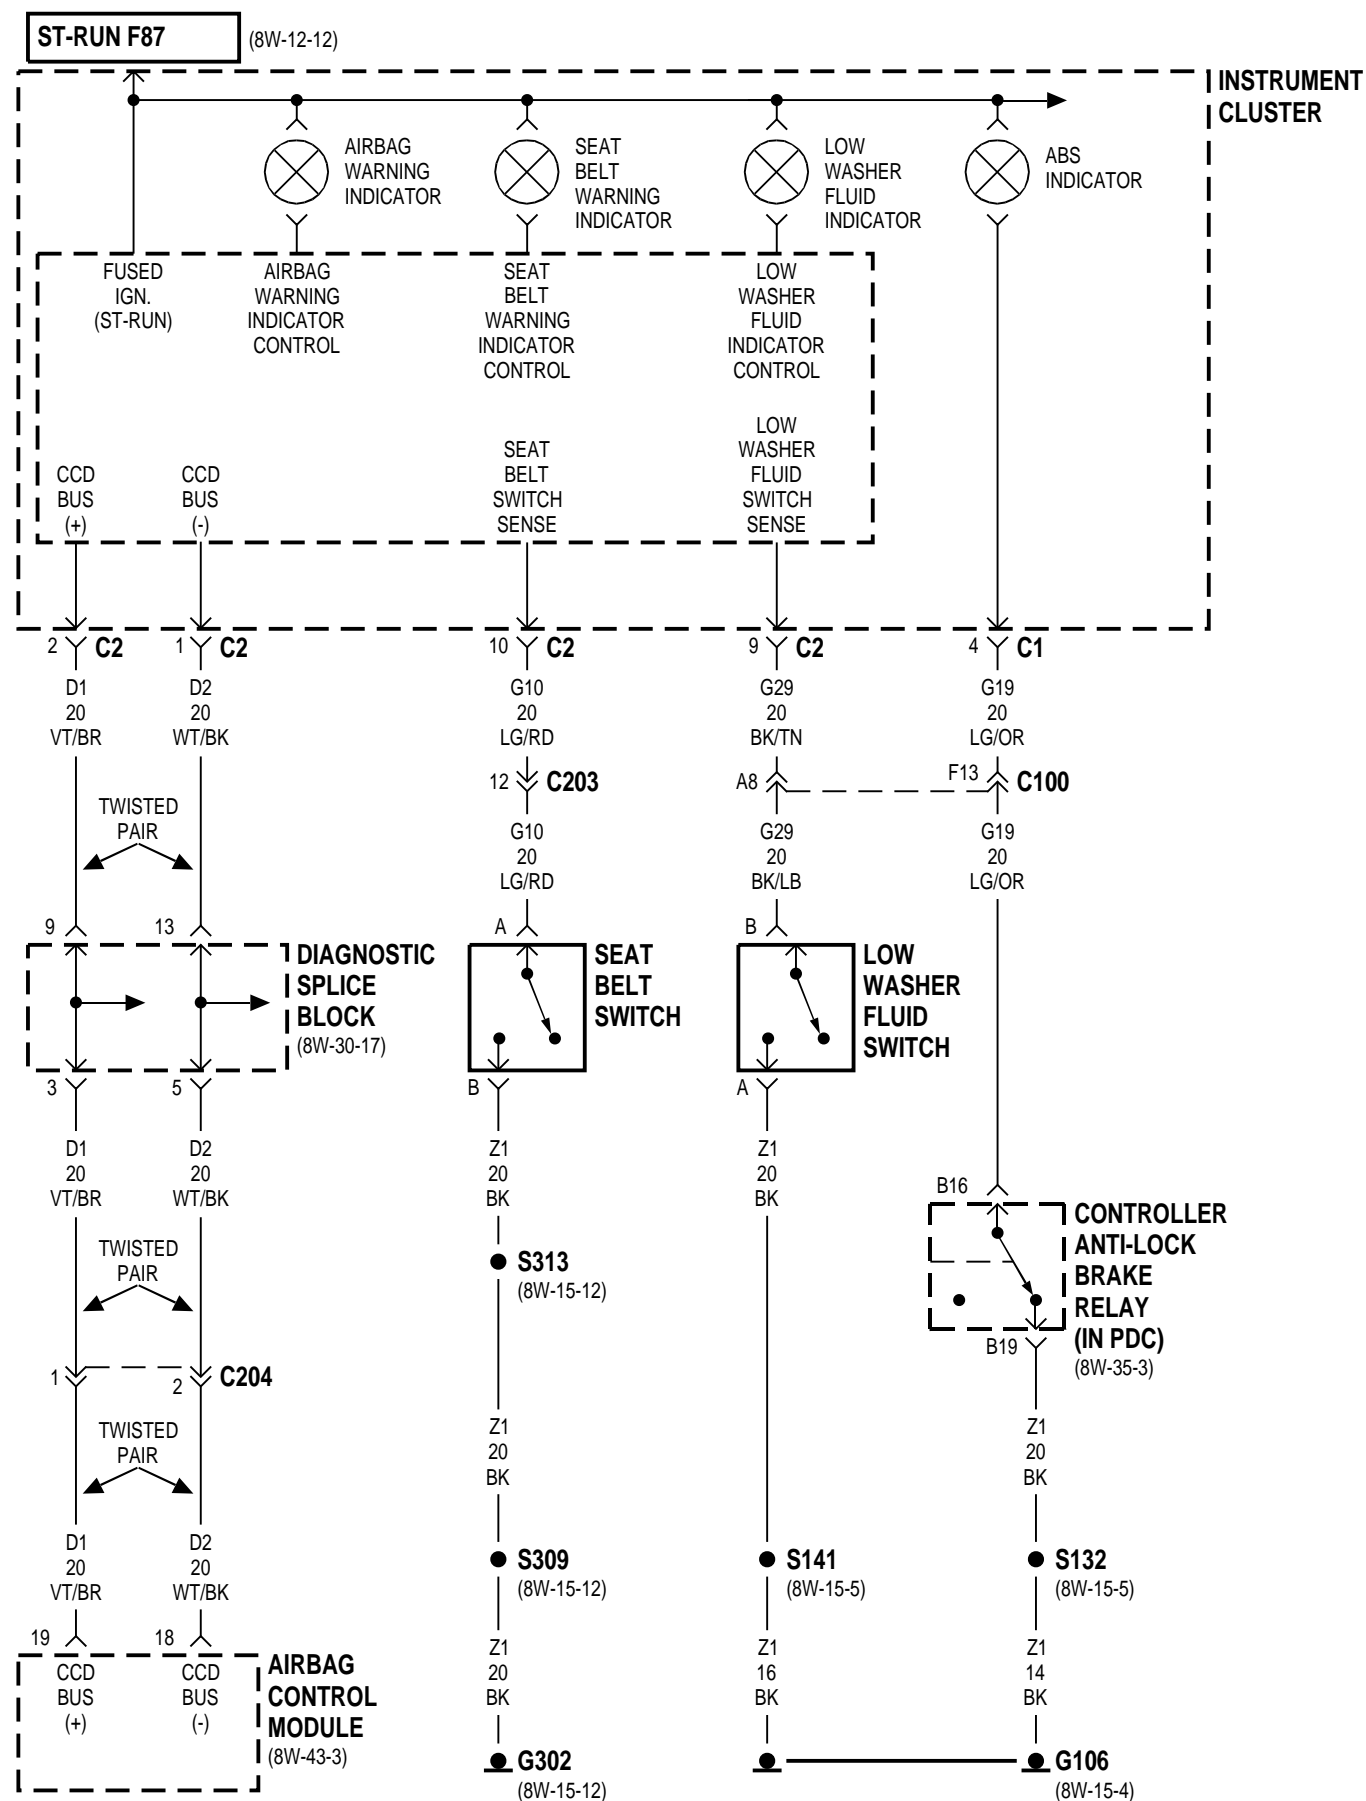 ST-RUN F87
(8W-12-12)
INSTRUMENT
CLUSTER
AIRBAG
WARNING
INDICATOR
SEAT
BELT
WARNING
INDICATOR
LOW
WASHER
FLUID
INDICATOR
ABS
INDICATOR
FUSED
IGN.
(ST-RUN)
AIRBAG
WARNING
INDICATOR
CONTROL
SEAT
BELT
WARNING
INDICATOR
CONTROL
LOW
WASHER
FLUID
INDICATOR
CONTROL
CCD
BUS
(+)
CCD
BUS
(-)
SEAT
BELT
SWITCH
SENSE
LOW
WASHER
FLUID
SWITCH
SENSE
2 C2
1 C2
10 C2
9 C2
4 C1
D1
20
VT/BR
D2
20
WT/BK
G10
20
LG/RD
G29
20
BK/TN
G19
20
LG/OR
12 C203
A8
F13 C100
TWISTED
PAIR
G10
20
LG/RD
G29
20
BK/LB
G19
20
LG/OR
9
13
A
B
DIAGNOSTIC
SPLICE
BLOCK
(8W-30-17)
SEAT
BELT
SWITCH
LOW
WASHER
FLUID
SWITCH
3
5
B
A
D1
20
VT/BR
D2
20
WT/BK
Z1
20
BK
Z1
20
BK
B16
CONTROLLER
ANTI-LOCK
BRAKE
RELAY
(IN PDC)
(8W-35-3)
B19
TWISTED
PAIR
S313
(8W-15-12)
1
2 C204
TWISTED
PAIR
Z1
20
BK
Z1
20
BK
D1
20
VT/BR
D2
20
WT/BK
S309
(8W-15-12)
S141
(8W-15-5)
S132
(8W-15-5)
19
18
CCD
BUS
(+)
CCD
BUS
(-)
AIRBAG
CONTROL
MODULE
(8W-43-3)
Z1
20
BK
Z1
16
BK
Z1
14
BK
G302
(8W-15-12)
G106
(8W-15-4)